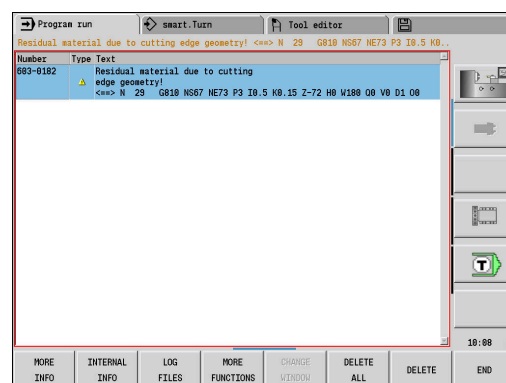 Program run
smart.Turn
Tool editor
Residual material due to cutting edge geometry! <==> N 29 G810 NS67 NE73 P3 I0.5 K0..
Number Type Text
683-0182 Residual material due to cutting
edge geometry!
<==> N 29 G810 NS67 NE73 P3 I0.5 K0.15 Z-72 H0 W180 Q0 V0 D1 O0
T
10:08
MORE INFO
INTERNAL INFO
LOG FILES
MORE FUNCTIONS
CHANGE WINDOW
DELETE ALL
DELETE
END